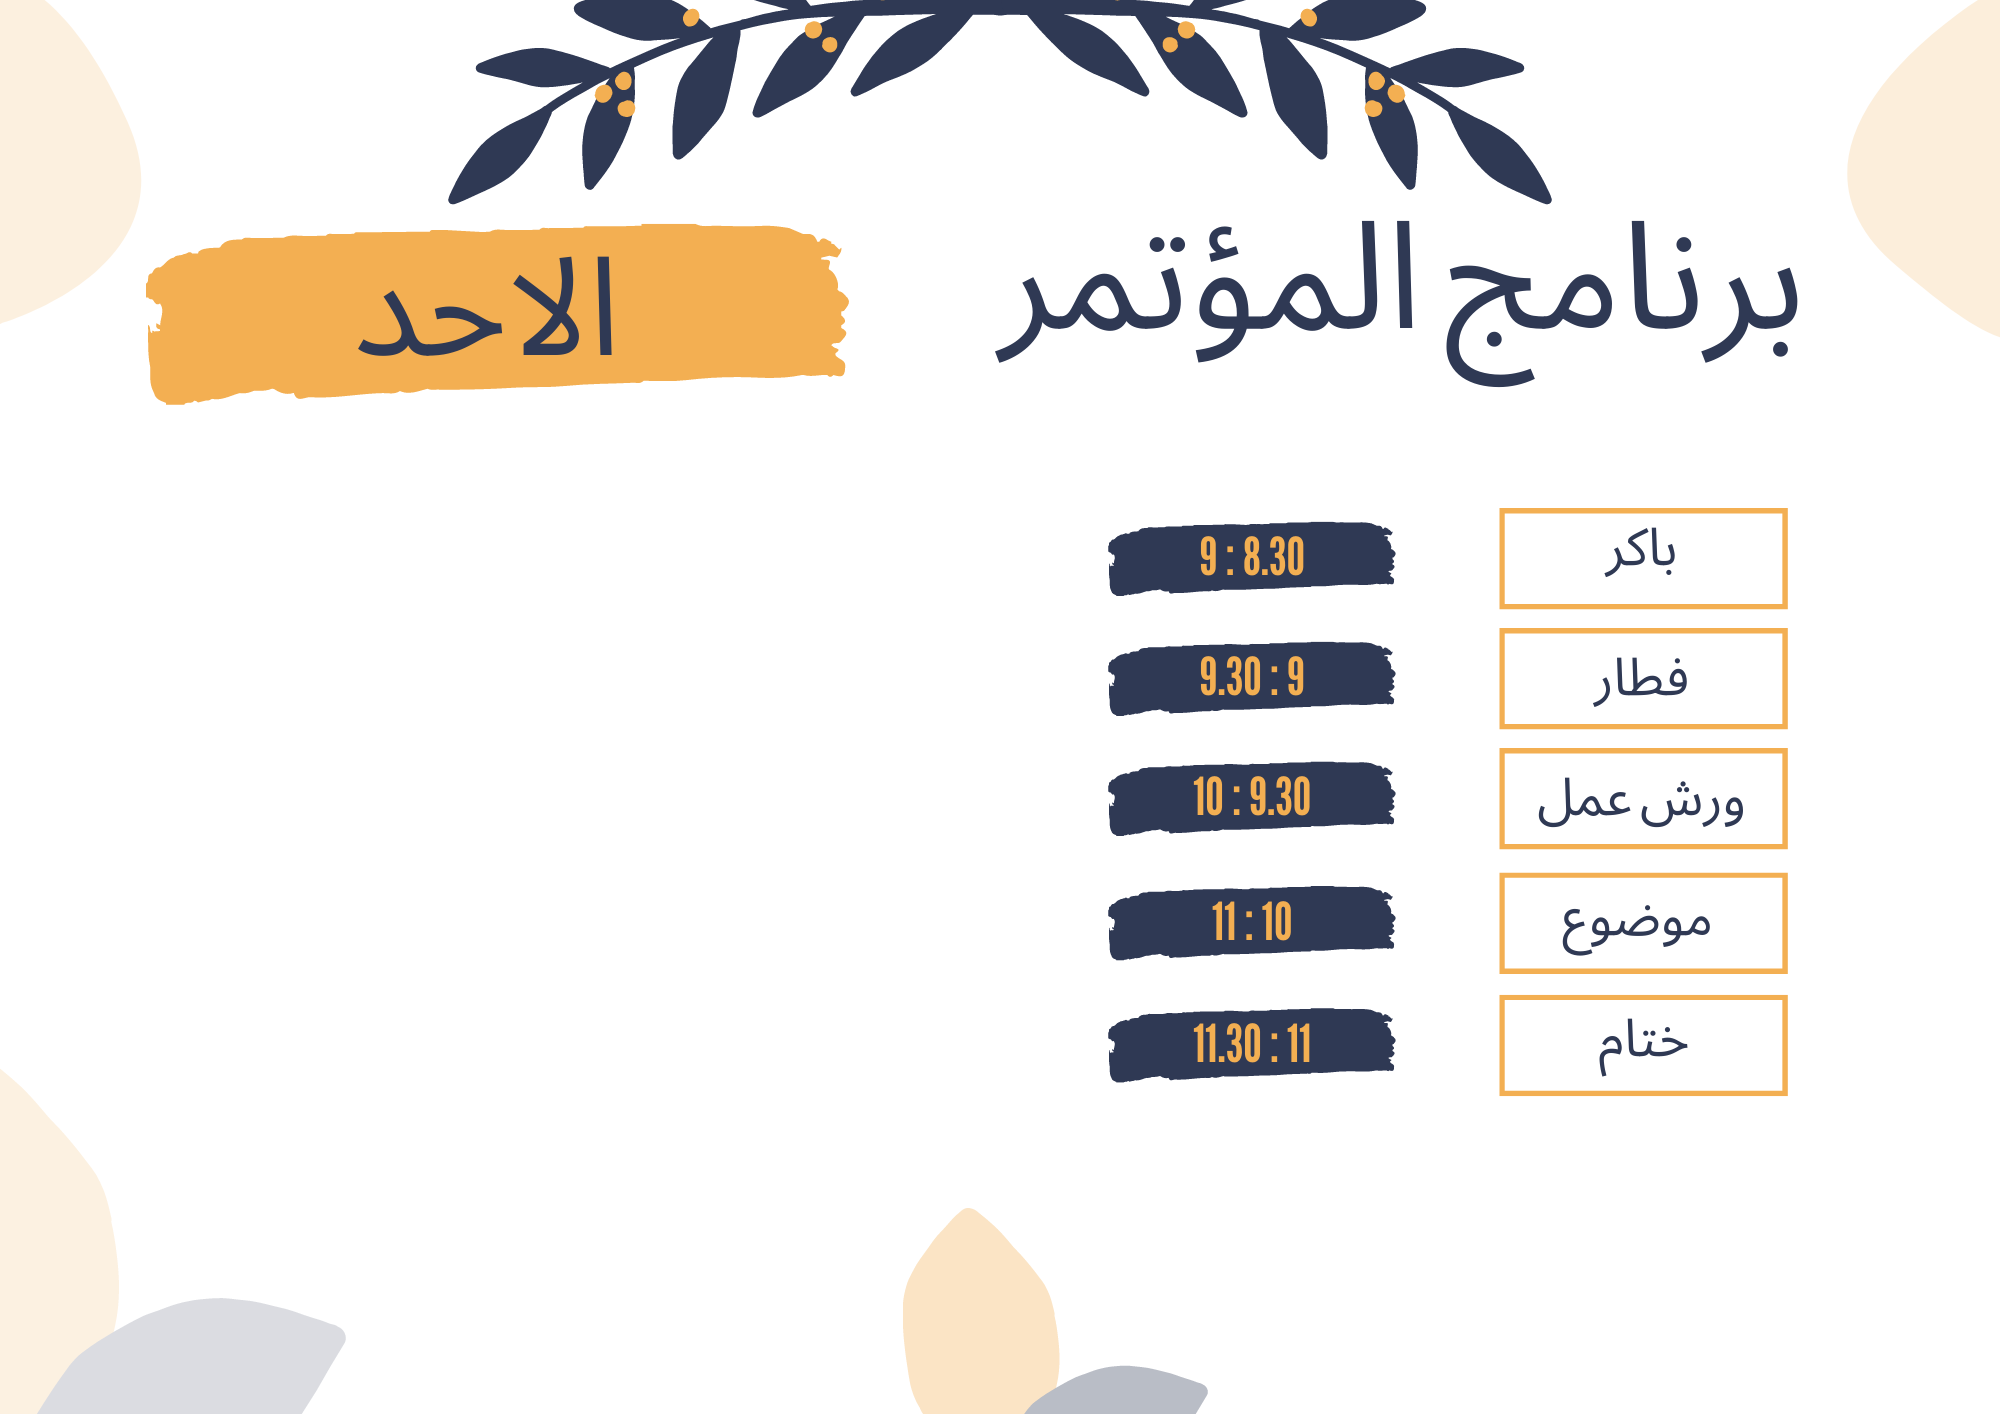 برنامج المؤتمر
الاحد
باكر
9 : 8.30
فطار
9.30 : 9
ورش عمل
10 : 9.30
موضوع
11 : 10
ختام
11.30 : 11